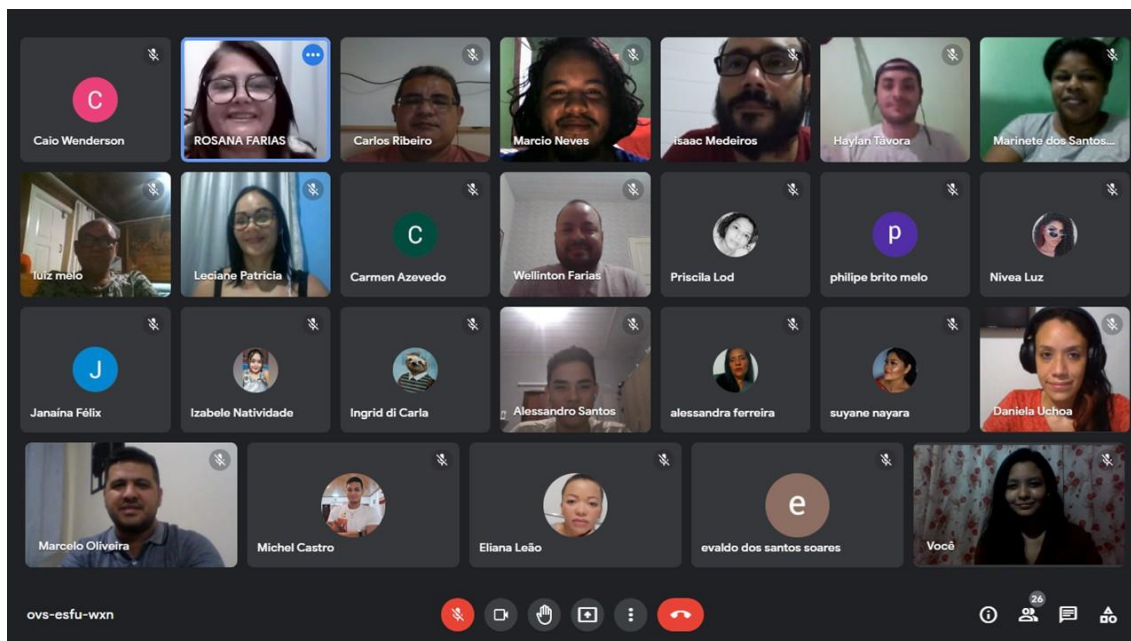 C
Caio Wenderson
ROSANA FARIAS
Carlos Ribeiro
Marcio Neves
isaac Medeiros
Haylan Távora
Marinete dos Santos...
luiz melo
Leciane Patricia
C
Carmen Azevedo
Wellinton Farias
Priscila Lod
p
philipe brito melo
Nivea Luz
J
Janaína Félix
Izabele Natividade
Ingrid di Carla
Alessandro Santos
alessandra ferreira
suyane nayara
Daniela Uchoa
Marcelo Oliveira
Michel Castro
Eliana Leão
e
evaldo dos santos soares
Você
ovs-esfu-wxn
26